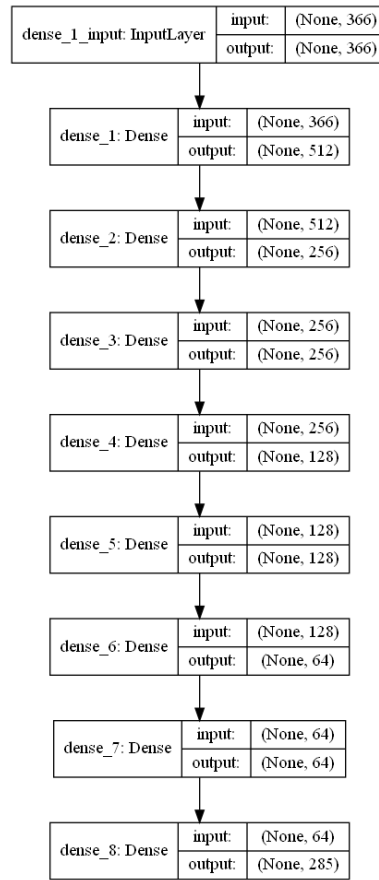 dense_1_input: InputLayer
input: (None, 366)
output: (None, 366)
dense_1: Dense
input: (None, 366)
output: (None, 512)
dense_2: Dense
input: (None, 512)
output: (None, 256)
dense_3: Dense
input: (None, 256)
output: (None, 256)
dense_4: Dense
input: (None, 256)
output: (None, 128)
dense_5: Dense
input: (None, 128)
output: (None, 128)
dense_6: Dense
input: (None, 128)
output: (None, 64)
dense_7: Dense
input: (None, 64)
output: (None, 64)
dense_8: Dense
input: (None, 64)
output: (None, 285)